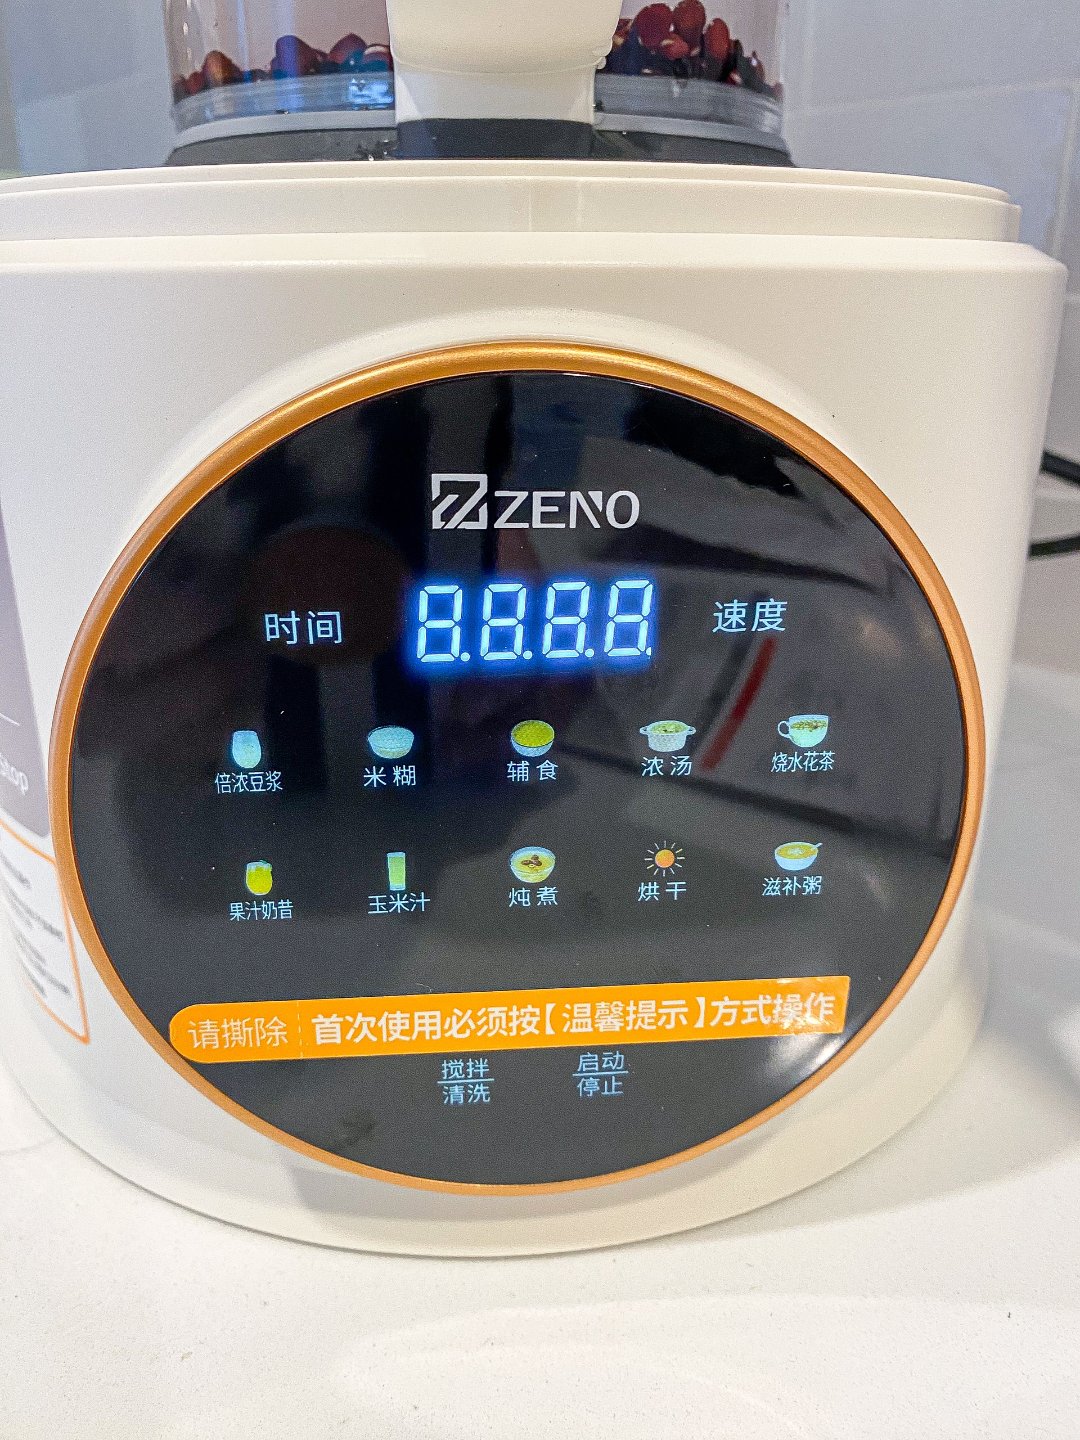 ZENO
时间
8.8.8.8.
速度
倍浓豆浆
米糊
辅食
浓汤
烧水花茶
果汁奶昔
玉米汁
炖煮
烘干
滋补粥
请撕除 首次使用必须按【温馨提示】方式操作
搅拌
清洗
启动
停止
stop